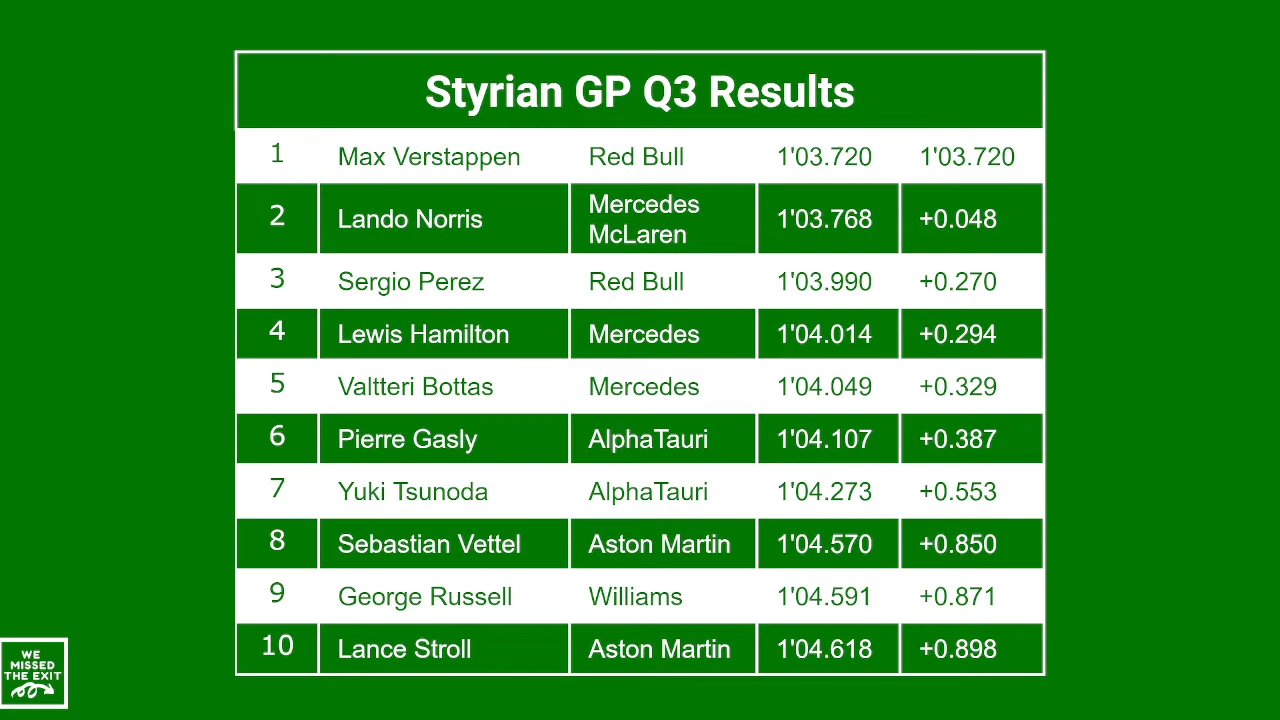 Styrian GP Q3 Results
1 Max Verstappen Red Bull 1'03.720 1'03.720
2 Lando Norris Mercedes McLaren 1'03.768 +0.048
3 Sergio Perez Red Bull 1'03.990 +0.270
4 Lewis Hamilton Mercedes 1'04.014 +0.294
5 Valtteri Bottas Mercedes 1'04.049 +0.329
6 Pierre Gasly AlphaTauri 1'04.107 +0.387
7 Yuki Tsunoda AlphaTauri 1'04.273 +0.553
8 Sebastian Vettel Aston Martin 1'04.570 +0.850
9 George Russell Williams 1'04.591 +0.871
10 Lance Stroll Aston Martin 1'04.618 +0.898
WE
MISSED
THE EXIT